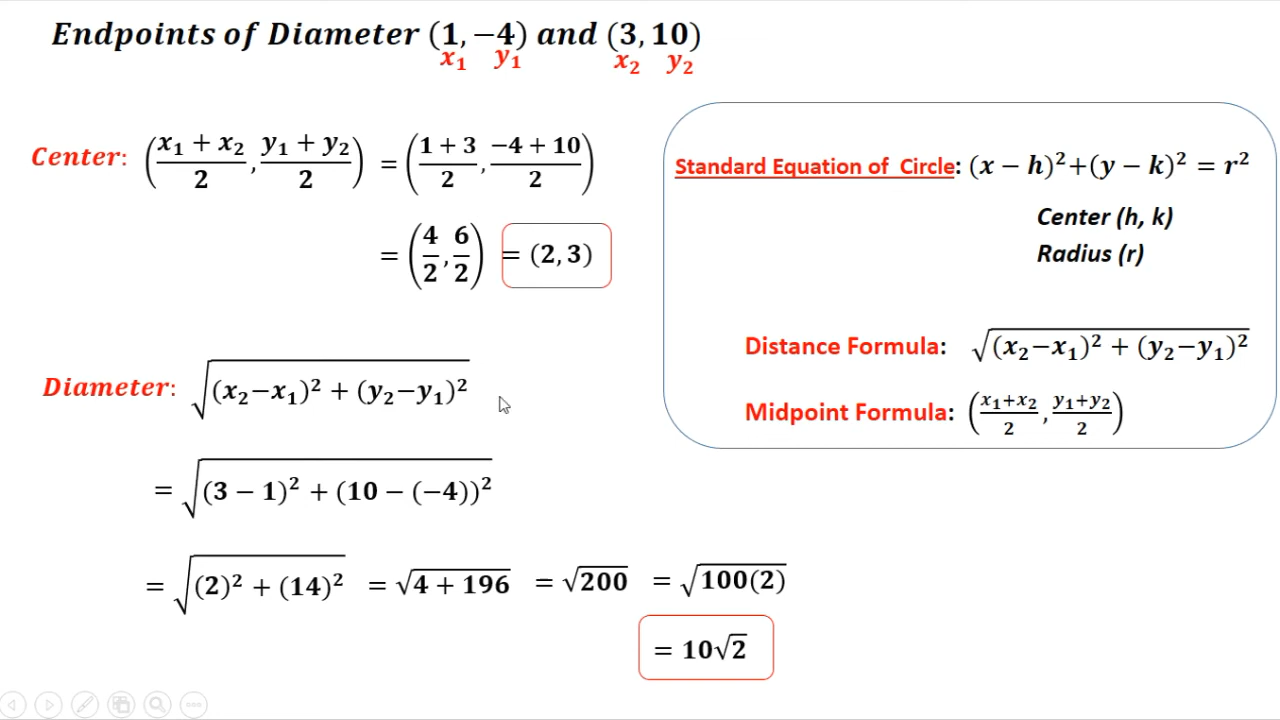 Endpoints of Diameter (1, −4) and (3, 10)
x₁ y₁ x₂ y₂
Center: ((x₁ + x₂)/2, (y₁ + y₂)/2) = ((1 + 3)/2, (−4 + 10)/2)
= (4/2, 6/2) = (2, 3)
Diameter: √((x₂−x₁)² + (y₂−y₁)²)
= √((3 − 1)² + (10 − (−4))²)
= √((2)² + (14)²) = √(4 + 196) = √200 = √(100(2))
= 10√2
Standard Equation of Circle: (x − h)²+(y − k)² = r²
Center (h, k)
Radius (r)
Distance Formula: √((x₂−x₁)² + (y₂−y₁)²)
Midpoint Formula: ((x₁+x₂)/2, (y₁+y₂)/2)